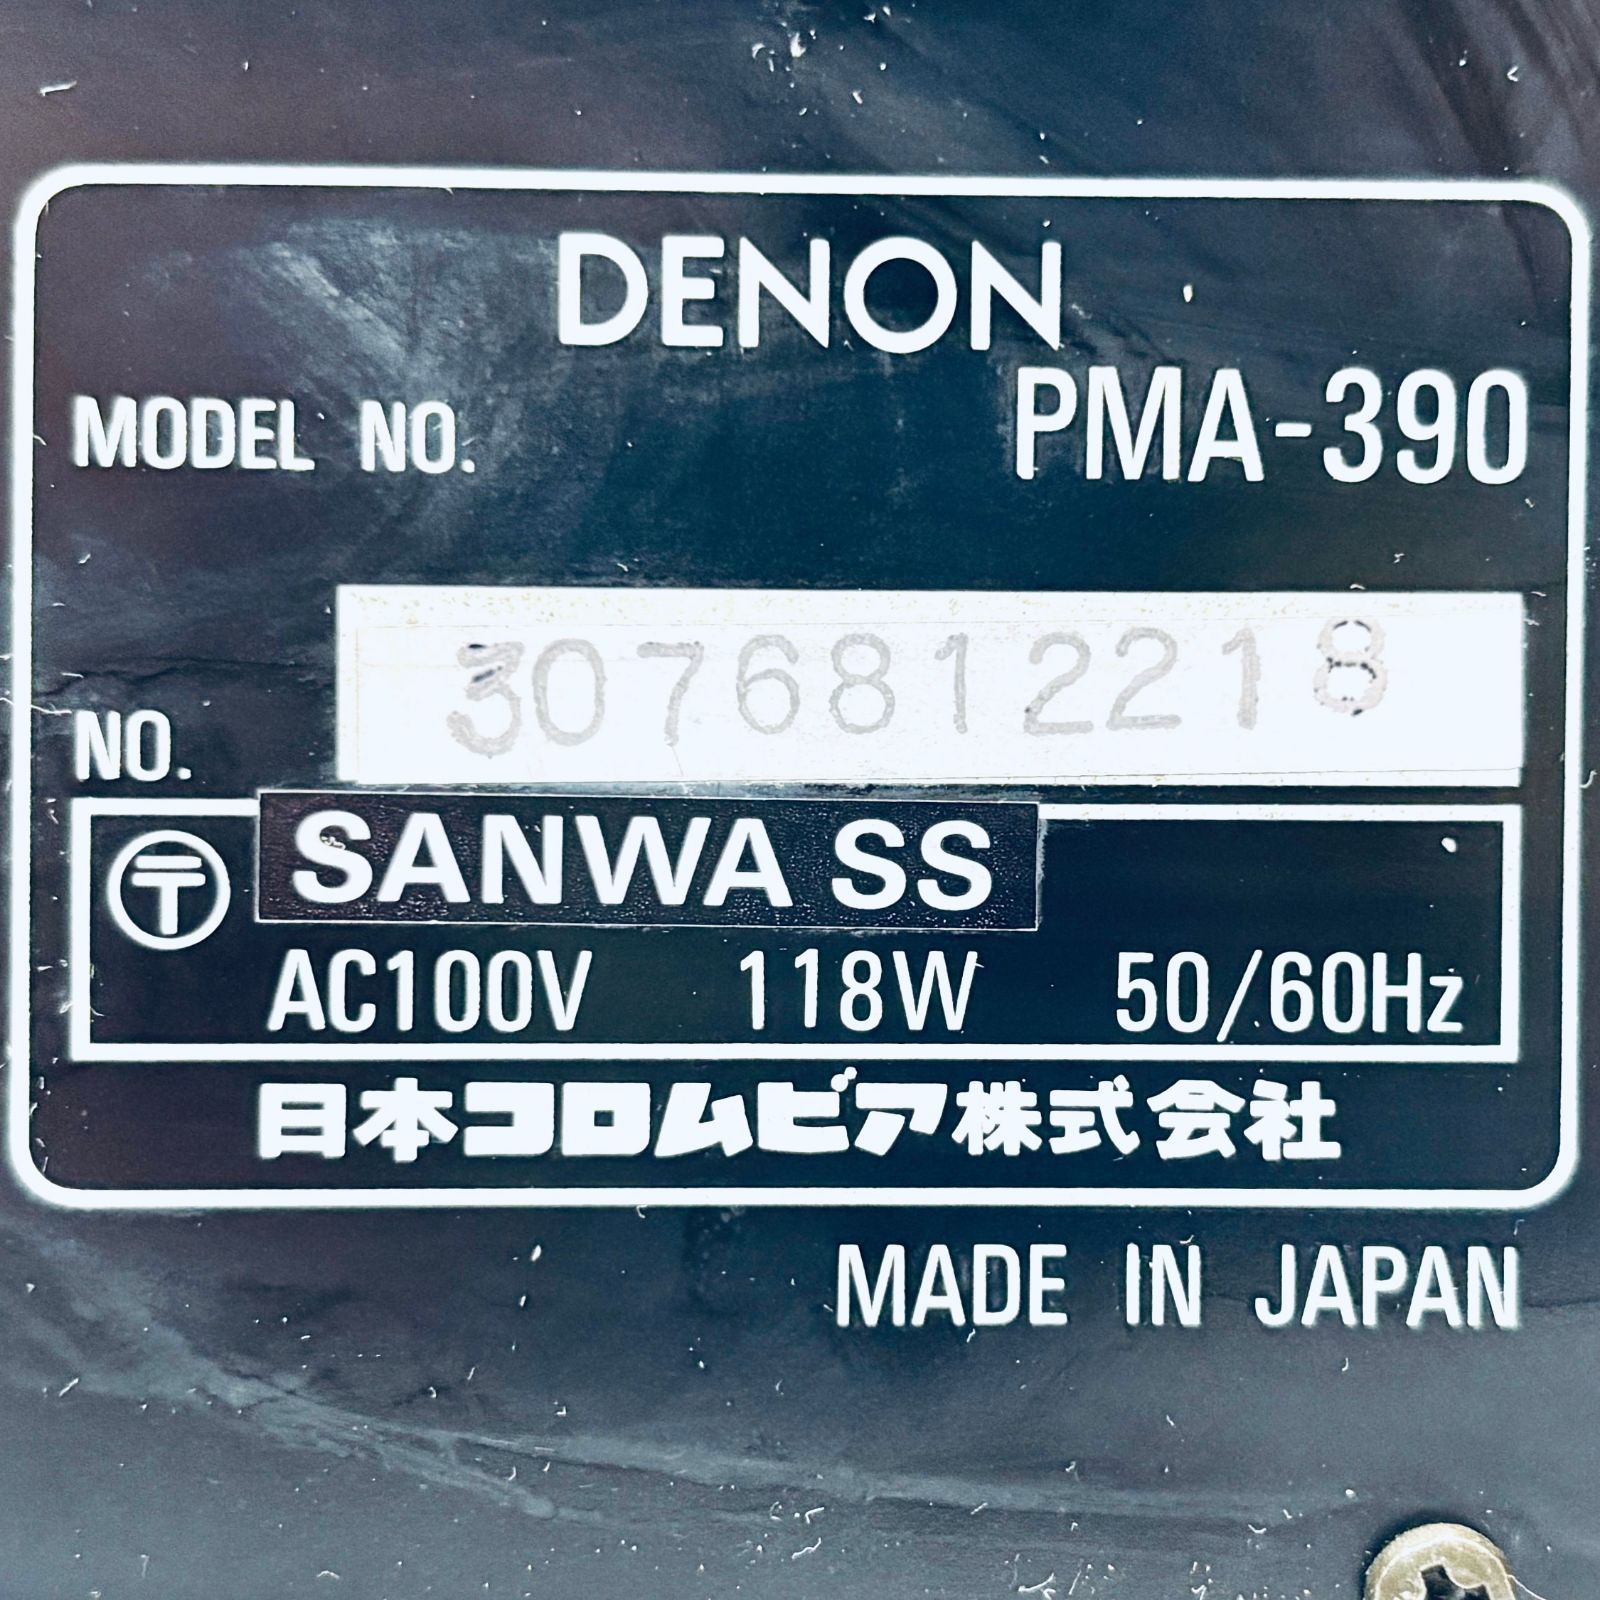 DENON
MODEL NO. PMA-390
NO. 3076812218
〒 SANWA SS
AC100V 118W 50/60Hz
日本コロムビア株式会社
MADE IN JAPAN